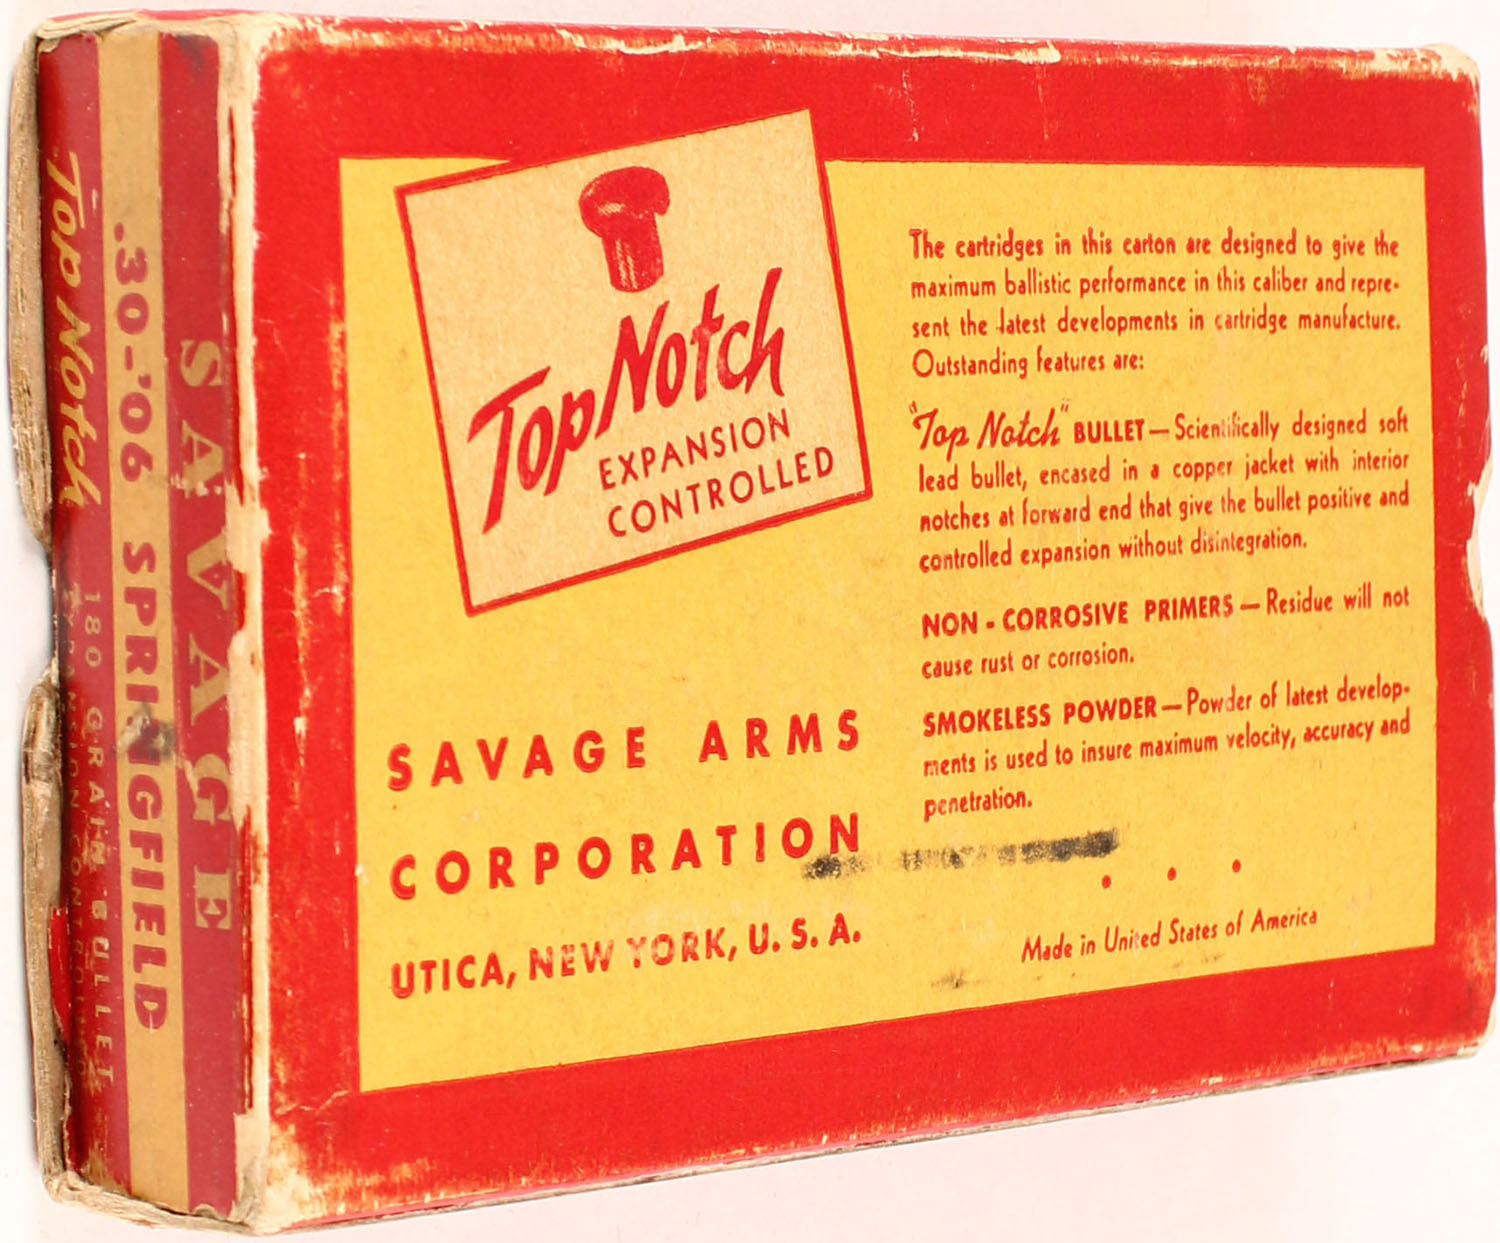 "Top Notch
180 GRAIN BULLET
EXPANSION CONTROLLED
.30-'06 SPRINGFIELD
SAVAGE
Top Notch
EXPANSION
CONTROLLED
SAVAGE ARMS
CORPORATION
UTICA, NEW YORK, U. S. A.
The cartridges in this carton are designed to give the
maximum ballistic performance in this caliber and repre-
sent the latest developments in cartridge manufacture.
Outstanding features are:
"Top Notch" BULLET—Scientifically designed soft
lead bullet, encased in a copper jacket with interior
notches at forward end that give the bullet positive and
controlled expansion without disintegration.
NON - CORROSIVE PRIMERS—Residue will not
cause rust or corrosion.
SMOKELESS POWDER—Powder of latest develop-
ments is used to insure maximum velocity, accuracy and
penetration.
Made in United States of America